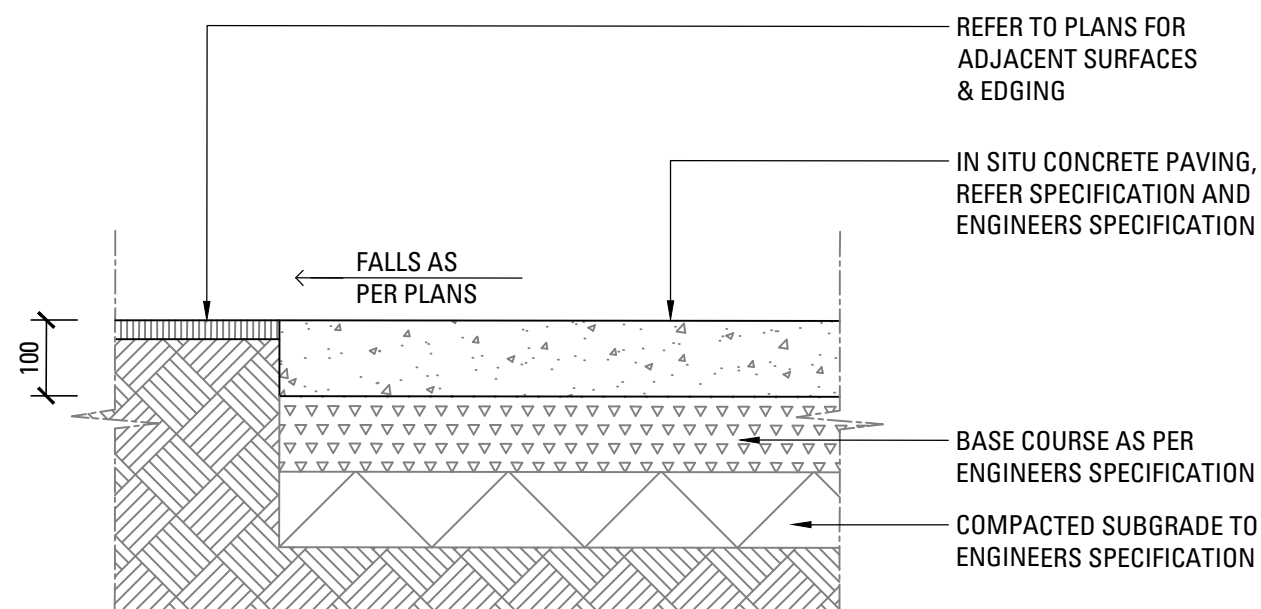 REFER TO PLANS FOR
ADJACENT SURFACES
& EDGING
IN SITU CONCRETE PAVING,
REFER SPECIFICATION AND
ENGINEERS SPECIFICATION
FALLS AS
PER PLANS
100
BASE COURSE AS PER
ENGINEERS SPECIFICATION
COMPACTED SUBGRADE TO
ENGINEERS SPECIFICATION